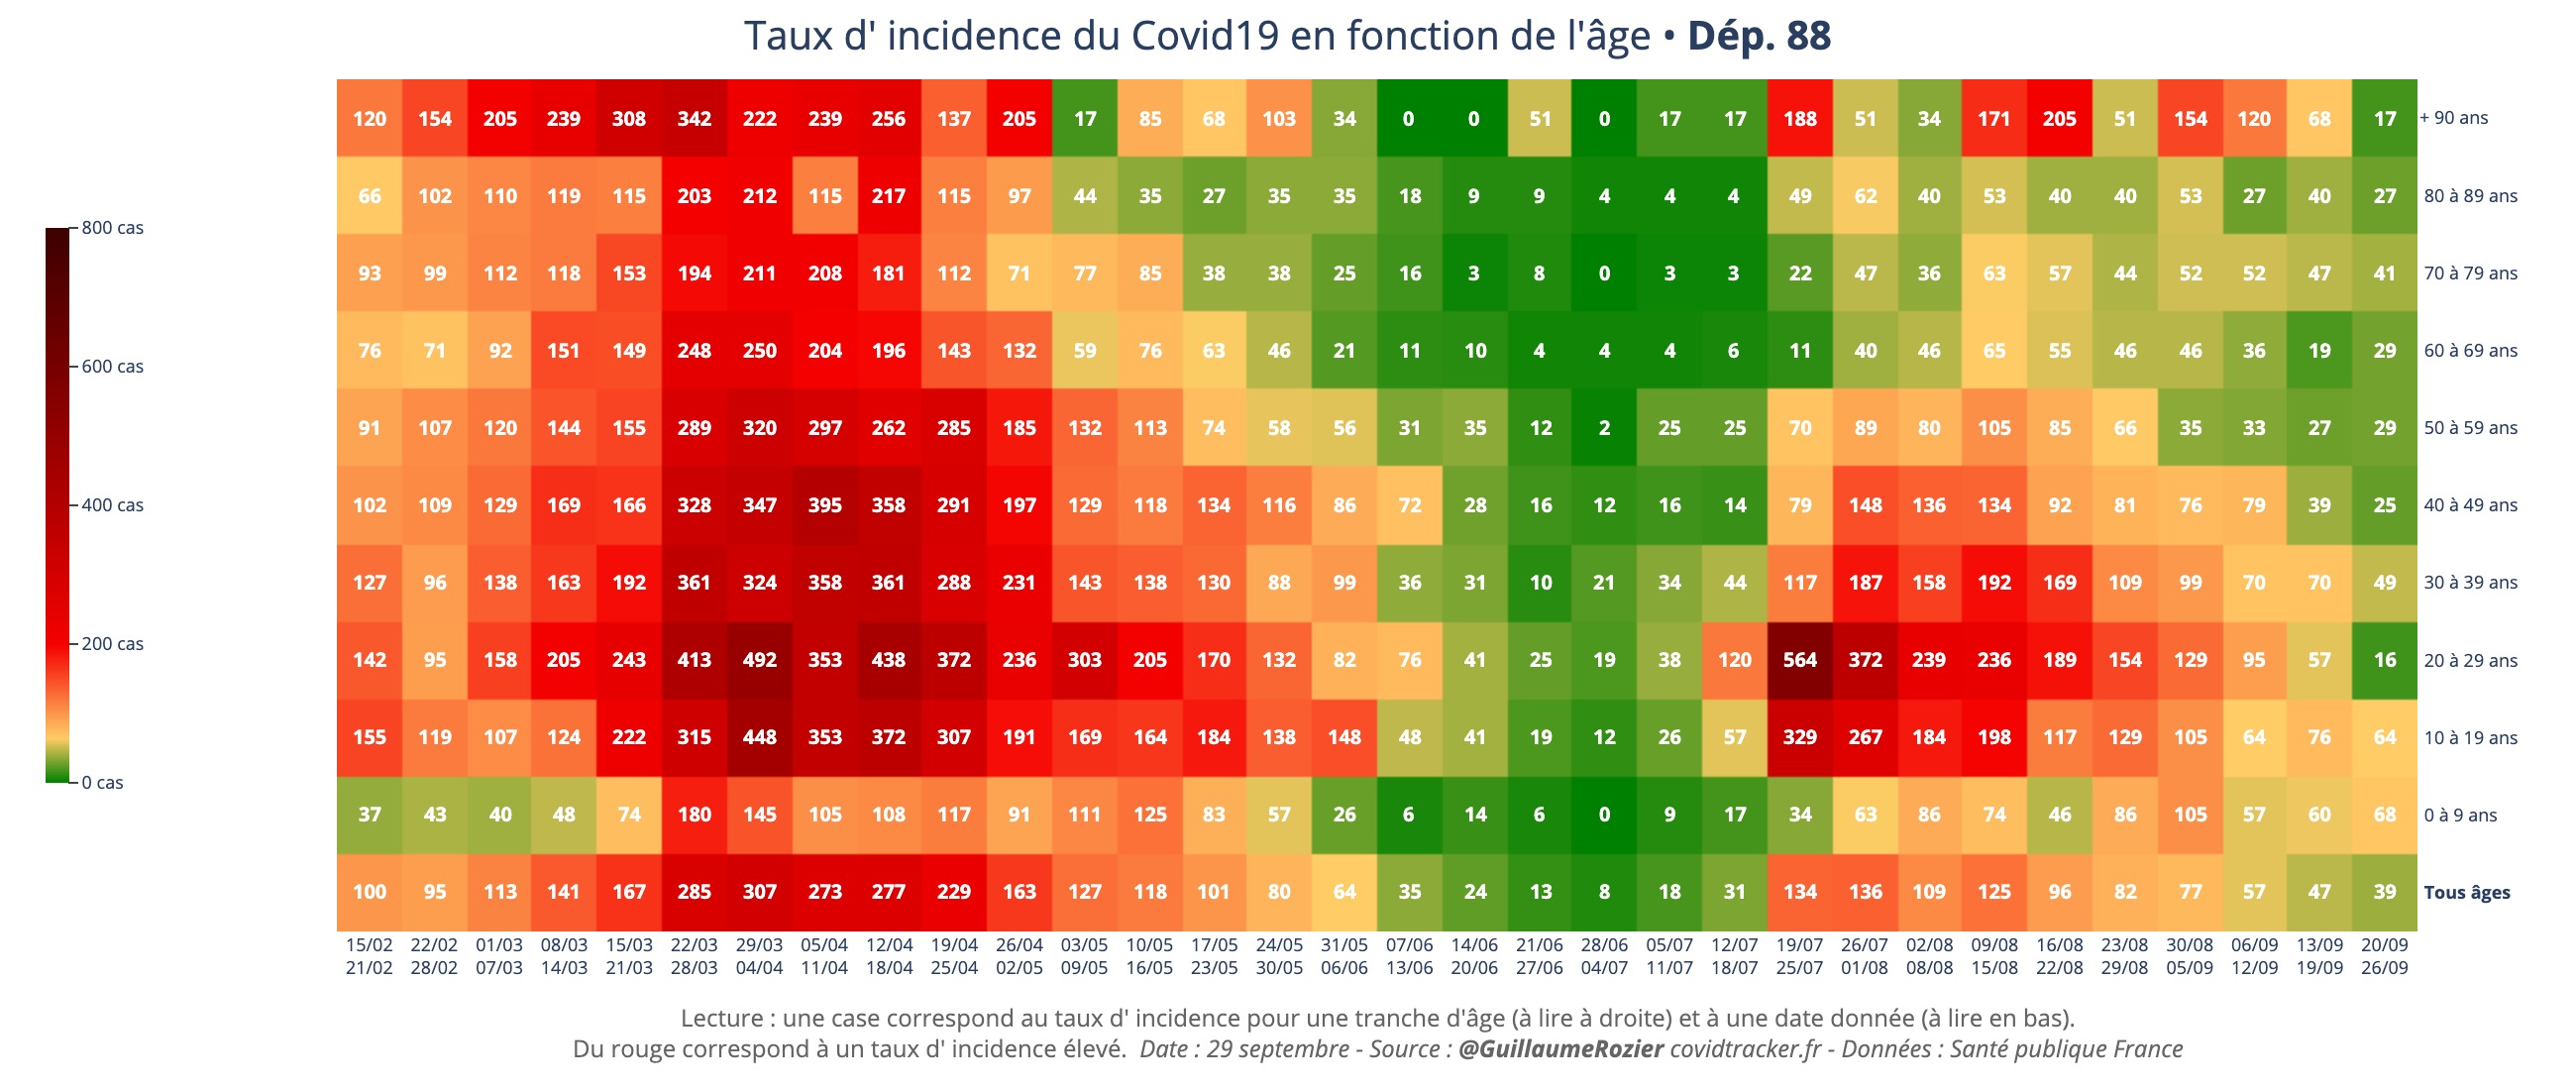 Taux d' incidence du Covid19 en fonction de l'âge • Dép. 88
120 154 205 239 308 342 222 239 256 137 205 17 85 68 103 34 0 0 51 0 17 17 188 51 34 171 205 51 154 120 68 17 + 90 ans
66 102 110 119 115 203 212 115 217 115 97 44 35 27 35 35 18 9 9 4 4 4 49 62 40 53 40 40 53 27 40 27 80 à 89 ans
800 cas
93 99 112 118 153 194 211 208 181 112 71 77 85 38 38 25 16 3 8 0 3 3 22 47 36 63 57 44 52 52 47 41 70 à 79 ans
76 71 92 151 149 248 250 204 196 143 132 59 76 63 46 21 11 10 4 4 4 6 11 40 46 65 55 46 46 36 19 29 60 à 69 ans
600 cas
91 107 120 144 155 289 320 297 262 285 185 132 113 74 58 56 31 35 12 2 25 25 70 89 80 105 85 66 35 33 27 29 50 à 59 ans
400 cas
102 109 129 169 166 328 347 395 358 291 197 129 118 134 116 86 72 28 16 12 16 14 79 148 136 134 92 81 76 79 39 25 40 à 49 ans
127 96 138 163 192 361 324 358 361 288 231 143 138 130 88 99 36 31 10 21 34 44 117 187 158 192 169 109 99 70 70 49 30 à 39 ans
200 cas
142 95 158 205 243 413 492 353 438 372 236 303 205 170 132 82 76 41 25 19 38 120 564 372 239 236 189 154 129 95 57 16 20 à 29 ans
155 119 107 124 222 315 448 353 372 307 191 169 164 184 138 148 48 41 19 12 26 57 329 267 184 198 117 129 105 64 76 64 10 à 19 ans
0 cas
37 43 40 48 74 180 145 105 108 117 91 111 125 83 57 26 6 14 6 0 9 17 34 63 86 74 46 86 105 57 60 68 0 à 9 ans
100 95 113 141 167 285 307 273 277 229 163 127 118 101 80 64 35 24 13 8 18 31 134 136 109 125 96 82 77 57 47 39 Tous âges
15/02 22/02 01/03 08/03 15/03 22/03 29/03 05/04 12/04 19/04 26/04 03/05 10/05 17/05 24/05 31/05 07/06 14/06 21/06 28/06 05/07 12/07 19/07 26/07 02/08 09/08 16/08 23/08 30/08 06/09 13/09 20/09
21/02 28/02 07/03 14/03 21/03 28/03 04/04 11/04 18/04 25/04 02/05 09/05 16/05 23/05 30/05 06/06 13/06 20/06 27/06 04/07 11/07 18/07 25/07 01/08 08/08 15/08 22/08 29/08 05/09 12/09 19/09 26/09
Lecture : une case correspond au taux d' incidence pour une tranche d'âge (à lire à droite) et à une date donnée (à lire en bas).
Du rouge correspond à un taux d' incidence élevé. Date : 29 septembre - Source : @GuillaumeRozier covidtracker.fr - Données : Santé publique France